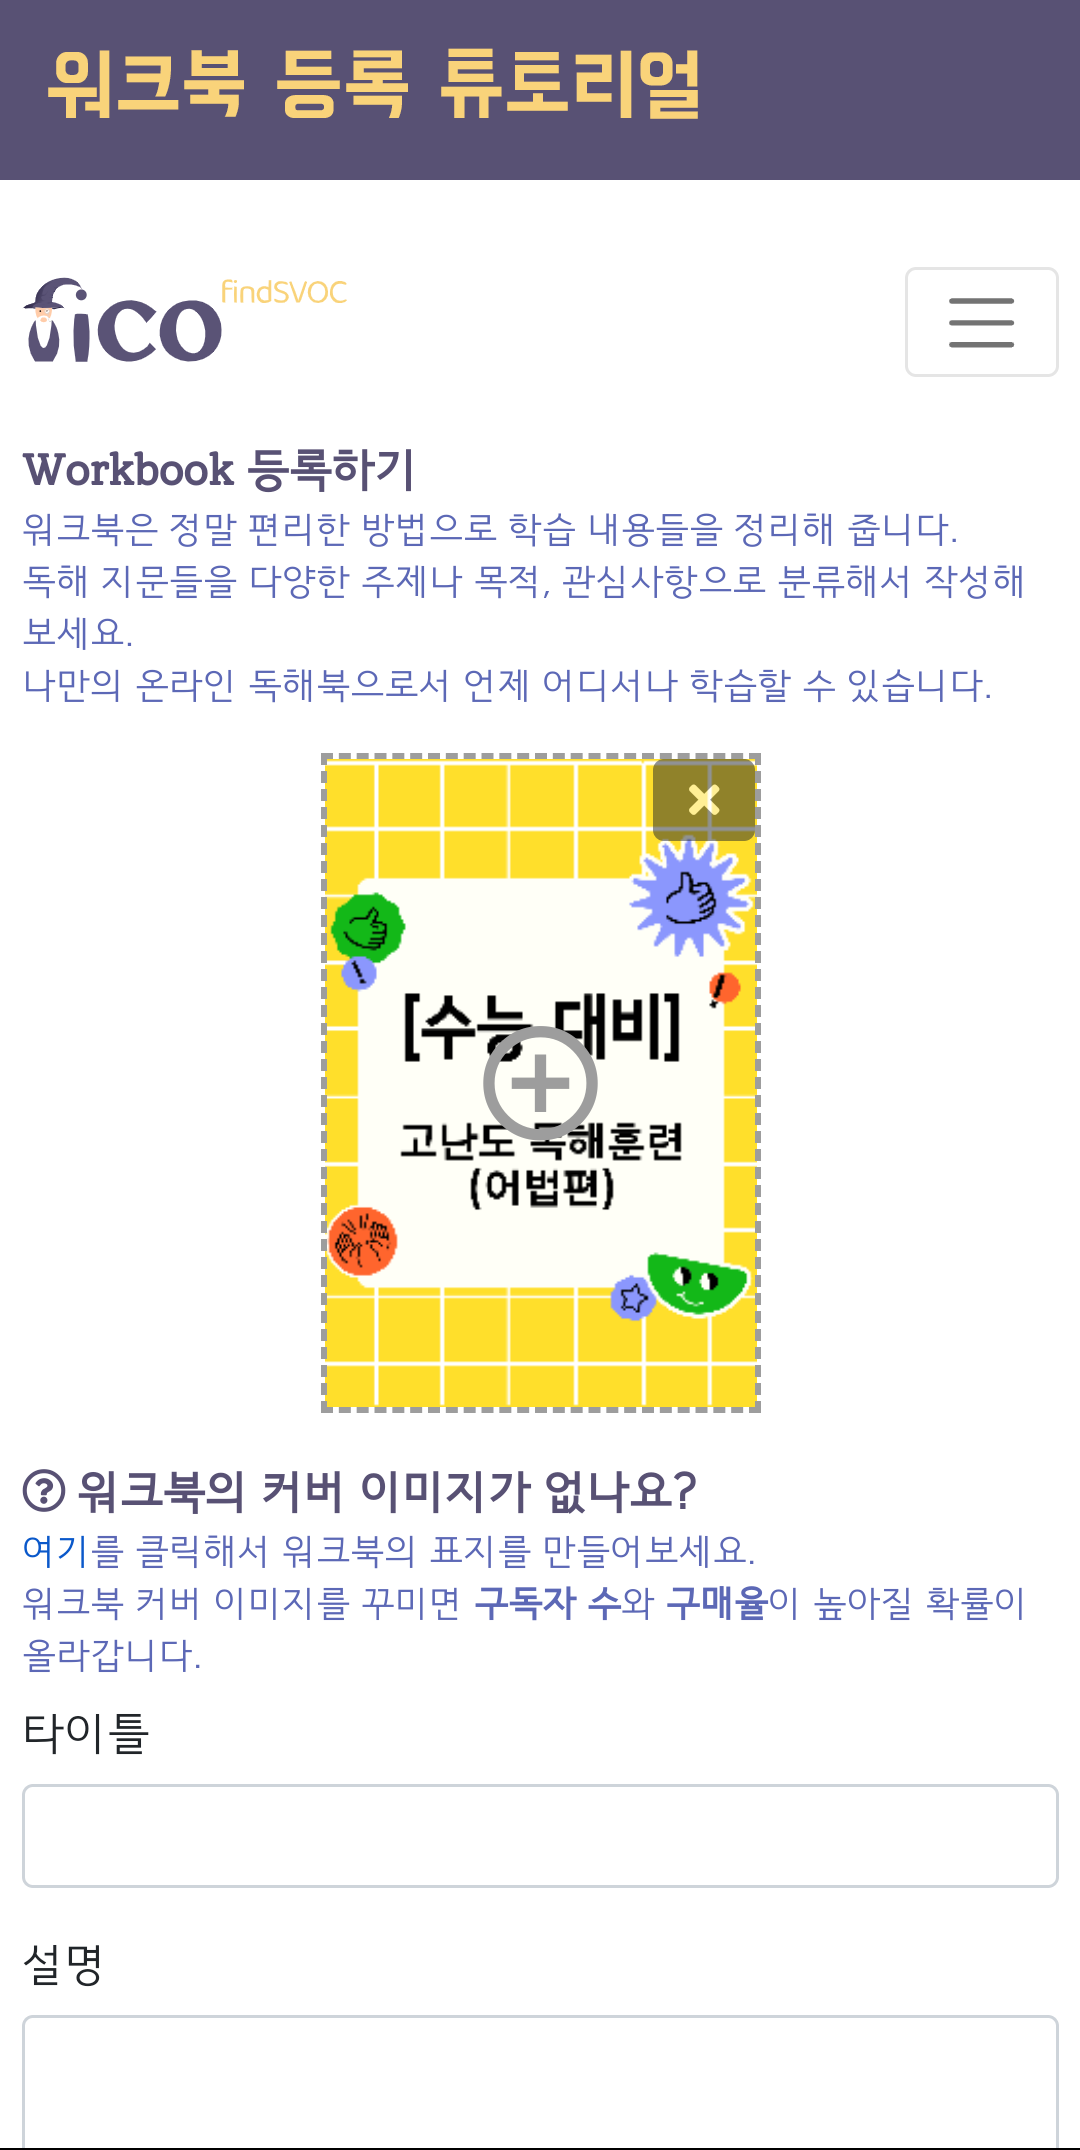 워크북 등록 튜토리얼
fico findSVOC
Workbook 등록하기
워크북은 정말 편리한 방법으로 학습 내용들을 정리해 줍니다.
독해 지문들을 다양한 주제나 목적, 관심사항으로 분류해서 작성해
보세요.
나만의 온라인 독해북으로서 언제 어디서나 학습할 수 있습니다.
[수능 대비]
고난도 독해훈련
(어법편)
워크북의 커버 이미지가 없나요?
여기를 클릭해서 워크북의 표지를 만들어보세요.
워크북 커버 이미지를 꾸미면 구독자 수와 구매율이 높아질 확률이
올라갑니다.
타이틀
설명